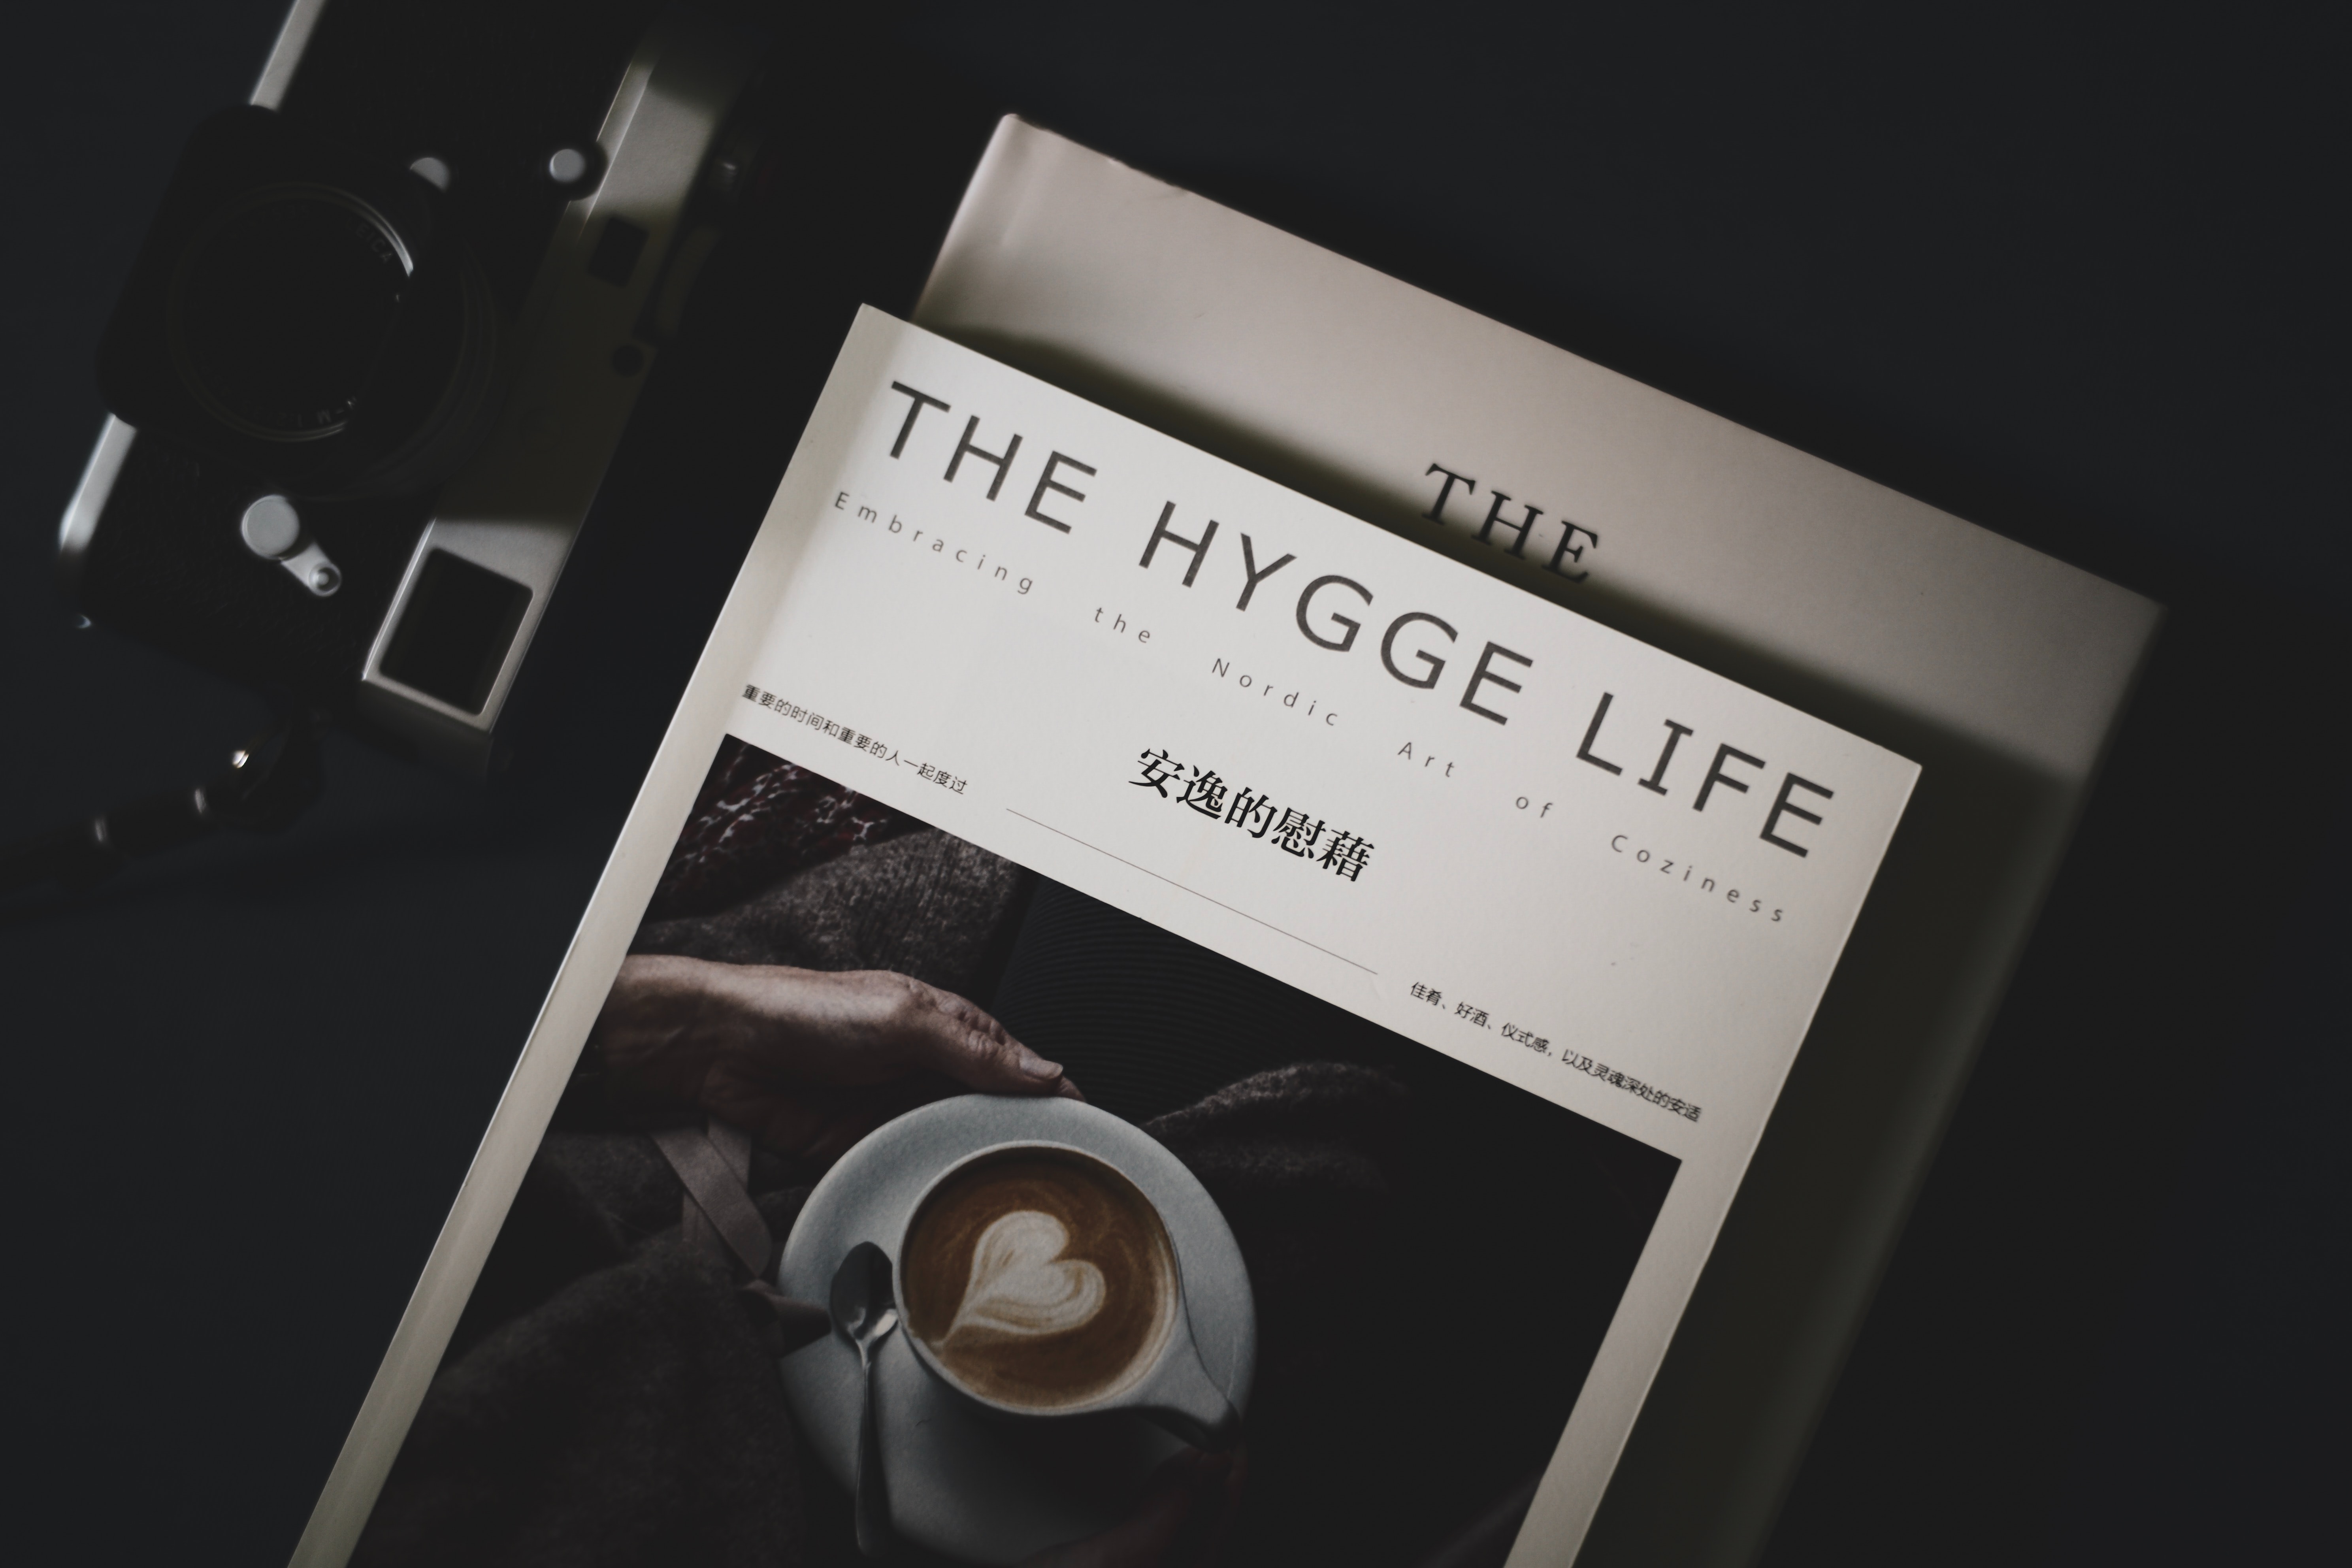 THE
THE HYGGE LIFE
Embracing the Nordic Art of Coziness
重要的时间和重要的人一起度过
安逸的慰藉
佳肴、好酒、仪式感，以及灵魂深处的安适